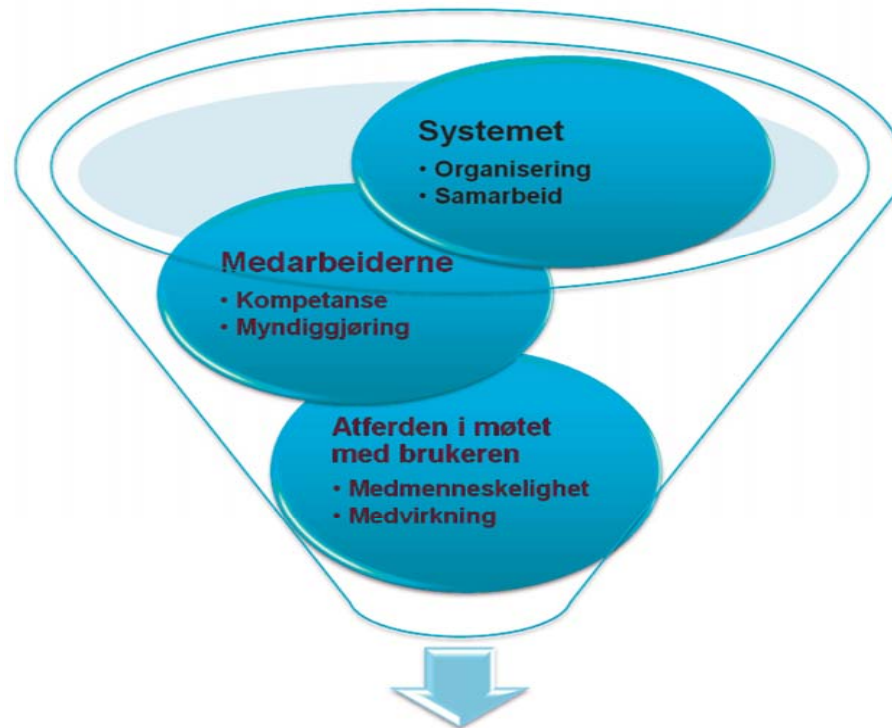 Systemet
• Organisering
• Samarbeid
Medarbeiderne
• Kompetanse
• Myndiggjøring
Atferden i møtet
med brukeren
• Medmenneskelighet
• Medvirkning